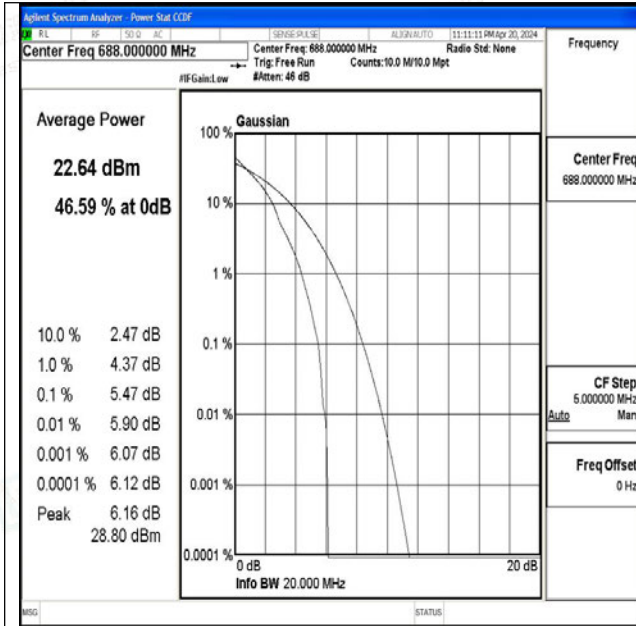 Agilent Spectrum Analyzer - Power Stat CCDF
RL RF 50 Ω AC SENSE:PULSE ALIGNAUTO 11:11:11 PM Apr 20, 2024
Center Freq 688.000000 MHz
Center Freq: 688.000000 MHz Radio Std: None
Trig: Free Run Counts:10.0 M/10.0 Mpt
#IFGain:Low #Atten: 46 dB
Average Power
22.64 dBm
46.59 % at 0dB
10.0 % 2.47 dB
1.0 % 4.37 dB
0.1 % 5.47 dB
0.01 % 5.90 dB
0.001 % 6.07 dB
0.0001 % 6.12 dB
Peak 6.16 dB
28.80 dBm
Gaussian
100 %
10 %
1 %
0.1 %
0.01 %
0.001 %
0.0001 %
0 dB 20 dB
Info BW 20.000 MHz
Frequency
Center Freq
688.000000 MHz
CF Step
5.000000 MHz
Auto Man
Freq Offset
0 Hz
MSG STATUS